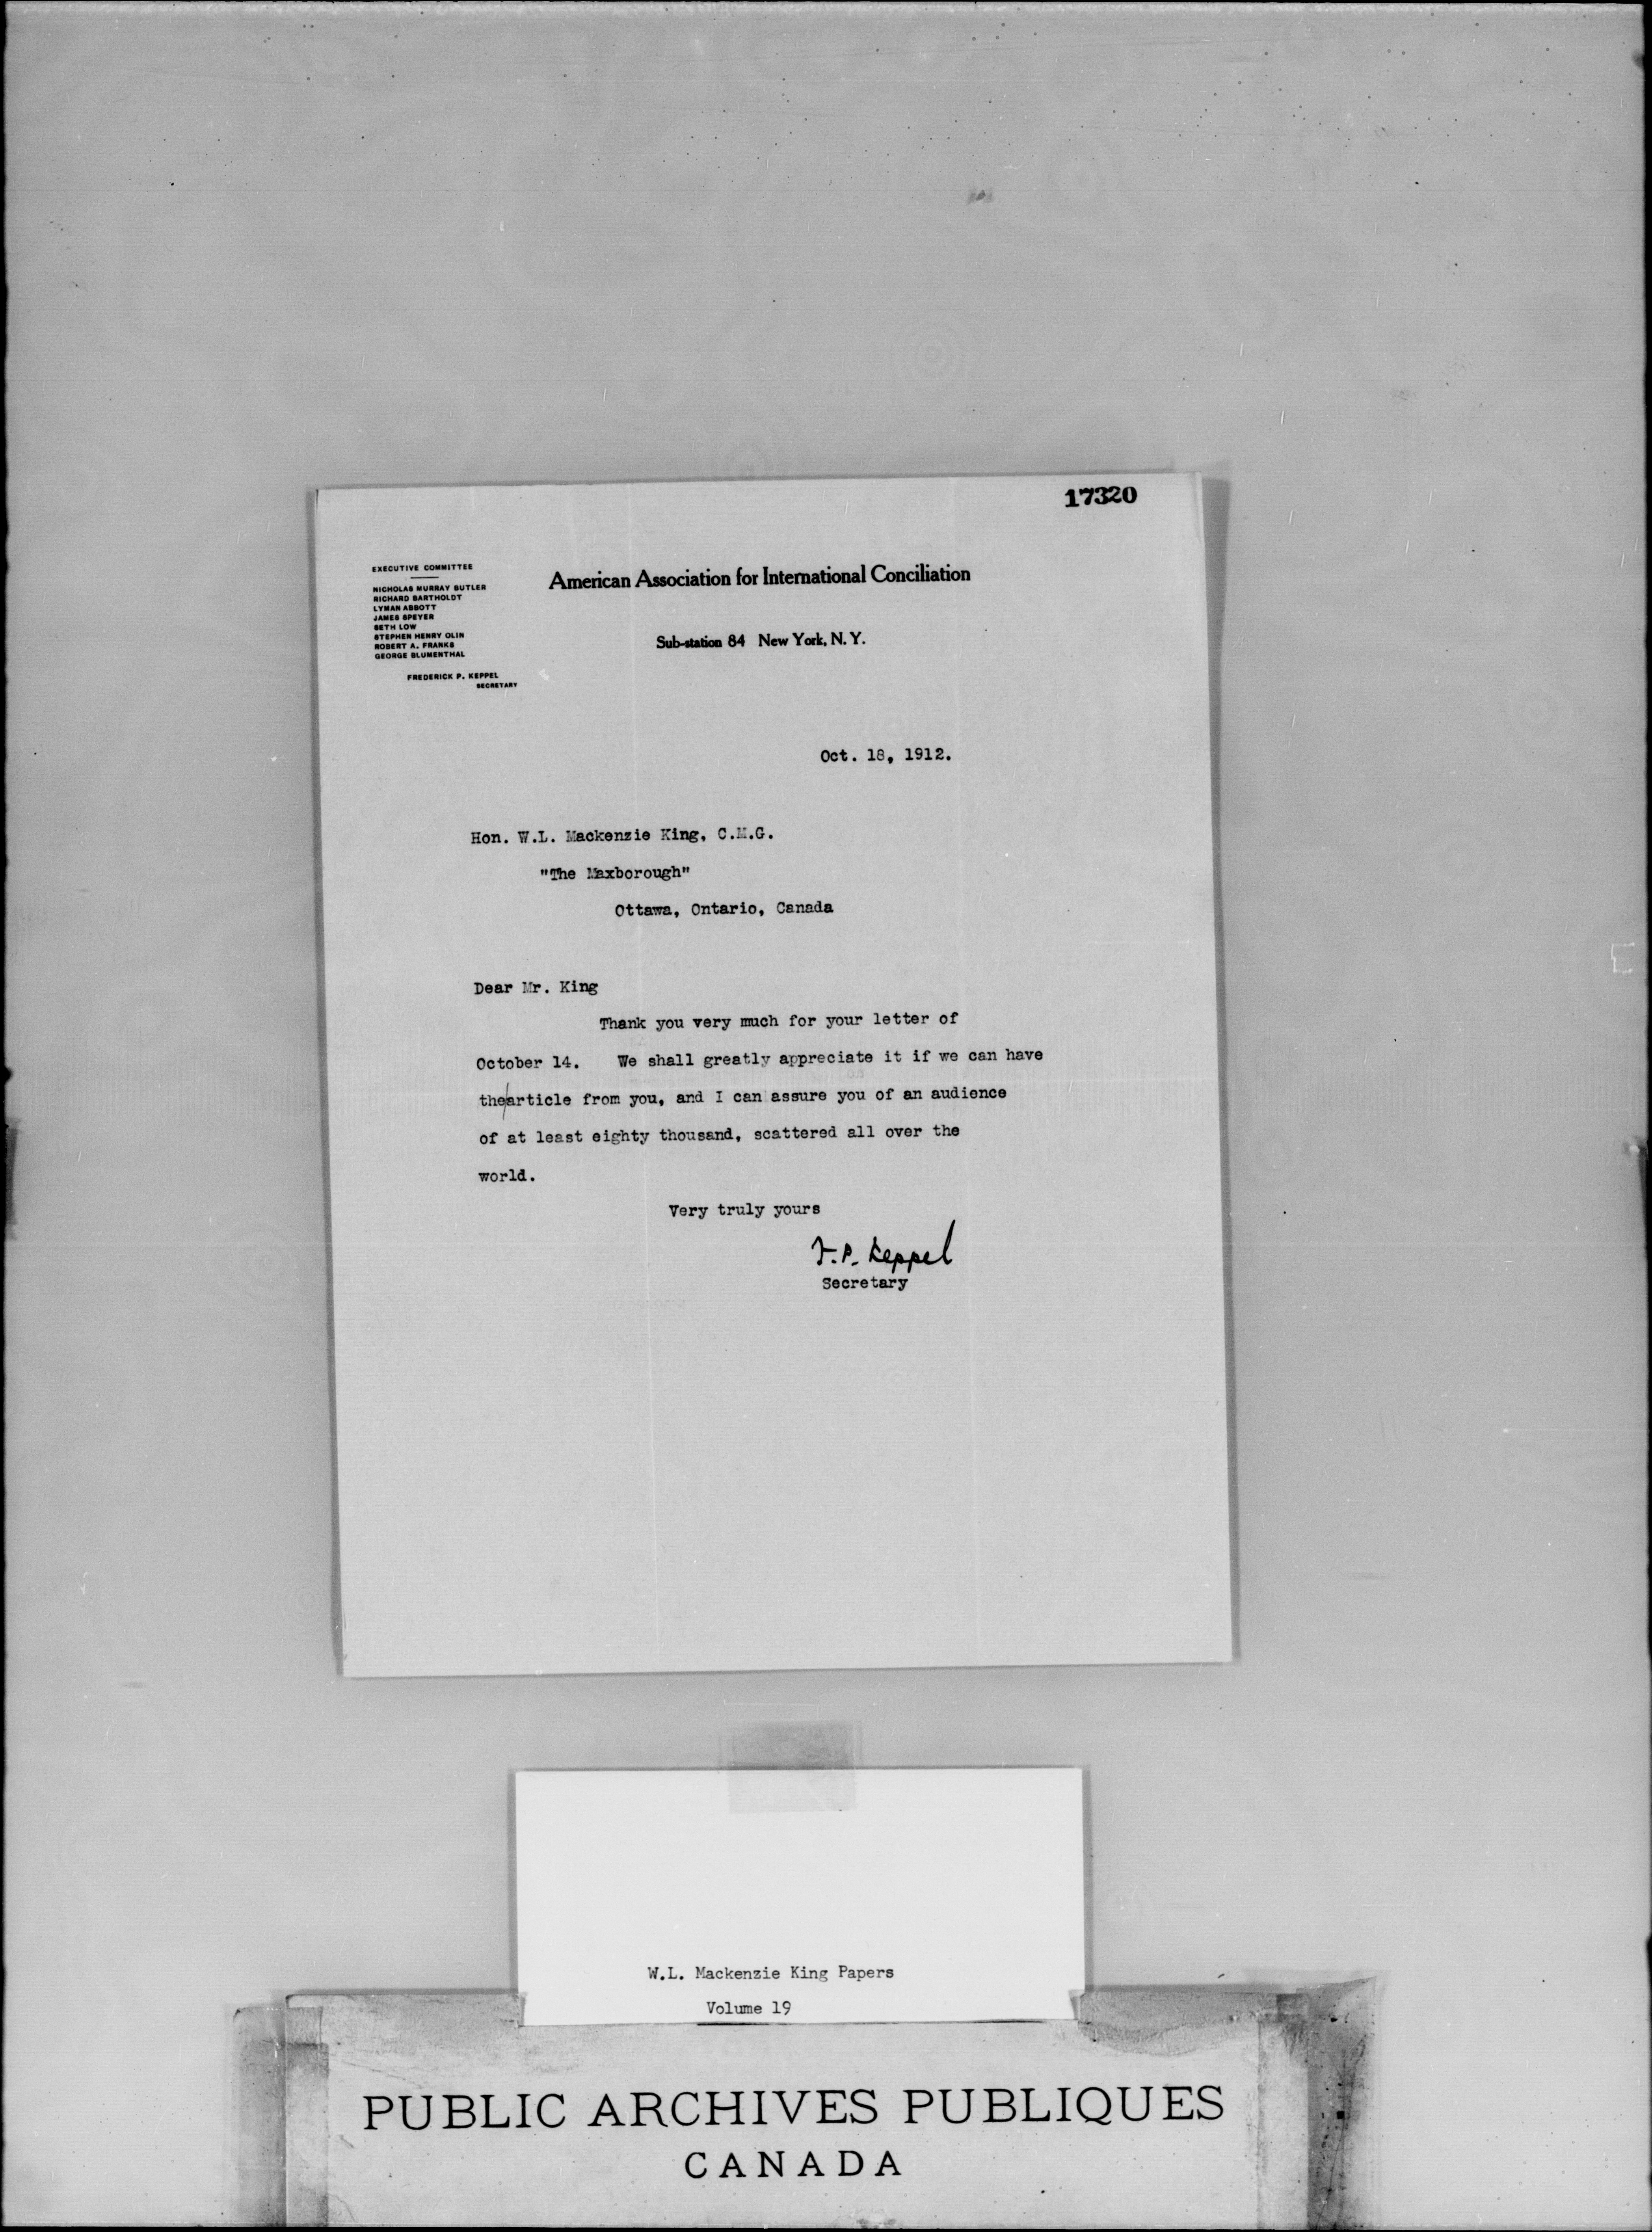 17320
EXECUTIVE COMMITTEE
NICHOLAS MURRAY BUTLER
RICHARD BARTHOLDT
LYMAN ABBOTT
JAMES SPEYER
SETH LOW
STEPHEN HENRY OLIN
ROBERT A. FRANKS
GEORGE BLUMENTHAL
FREDERICK P. KEPPEL
SECRETARY
American Association for International Conciliation
Sub-station 84 New York, N. Y.
Oct. 18, 1912.
Hon. W.L. Mackenzie King, C.M.G.
"The Maxborough"
Ottawa, Ontario, Canada
Dear Mr. King
Thank you very much for your letter of
October 14. We shall greatly appreciate it if we can have
the/article from you, and I can assure you of an audience
of at least eighty thousand, scattered all over the
world.
Very truly yours
F.P. Keppel
Secretary
W.L. Mackenzie King Papers
Volume 19
PUBLIC ARCHIVES PUBLIQUES
CANADA